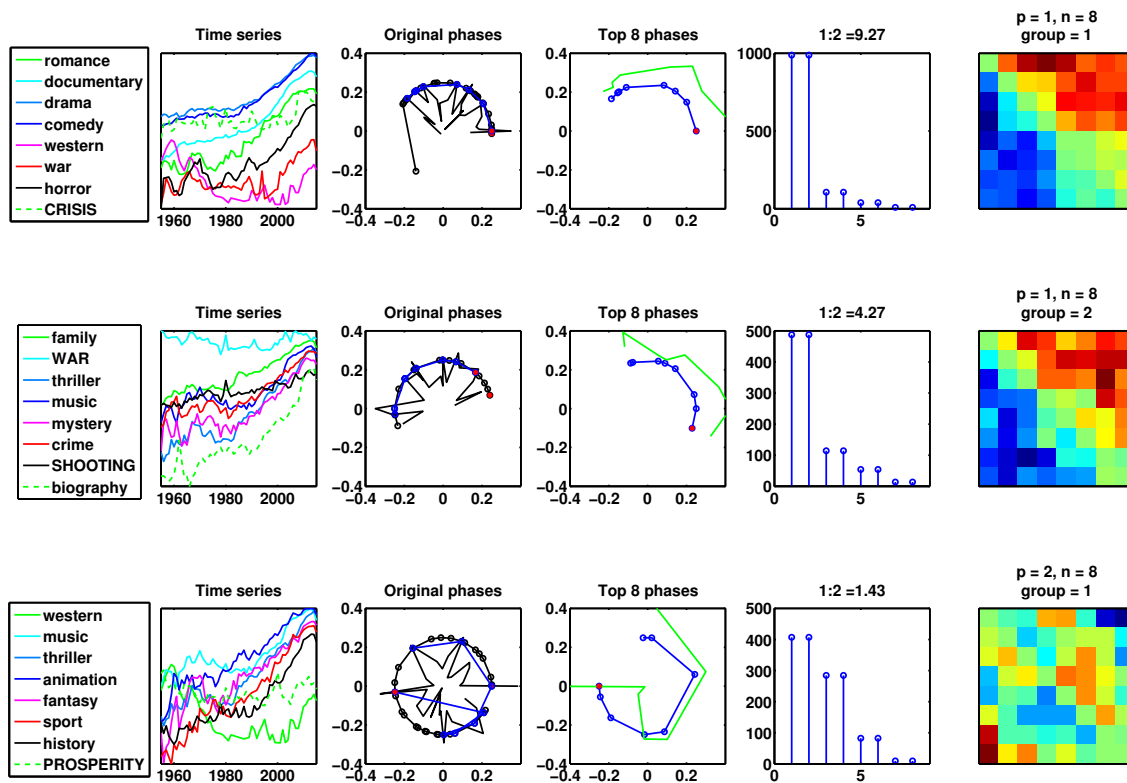 Time series
Original phases
Top 8 phases
1:2 =9.27
p = 1, n = 8
group = 1
romance
documentary
drama
comedy
western
war
horror
CRISIS
1960 1980 2000
0.4
0.2
0
−0.2
−0.4
−0.4 −0.2 0 0.2
0.4
0.2
0
−0.2
−0.4
−0.4 −0.2 0 0.2
1000
500
0
5
Time series
Original phases
Top 8 phases
1:2 =4.27
p = 1, n = 8
group = 2
family
WAR
thriller
music
mystery
crime
SHOOTING
biography
1960 1980 2000
0.4
0.2
0
−0.2
−0.4
−0.4 −0.2 0 0.2
0.4
0.2
0
−0.2
−0.4
−0.4 −0.2 0 0.2
500
400
300
200
100
0
5
Time series
Original phases
Top 8 phases
1:2 =1.43
p = 2, n = 8
group = 1
western
music
thriller
animation
fantasy
sport
history
PROSPERITY
1960 1980 2000
0.4
0.2
0
−0.2
−0.4
−0.4 −0.2 0 0.2
0.4
0.2
0
−0.2
−0.4
−0.4 −0.2 0 0.2
500
400
300
200
100
0
5